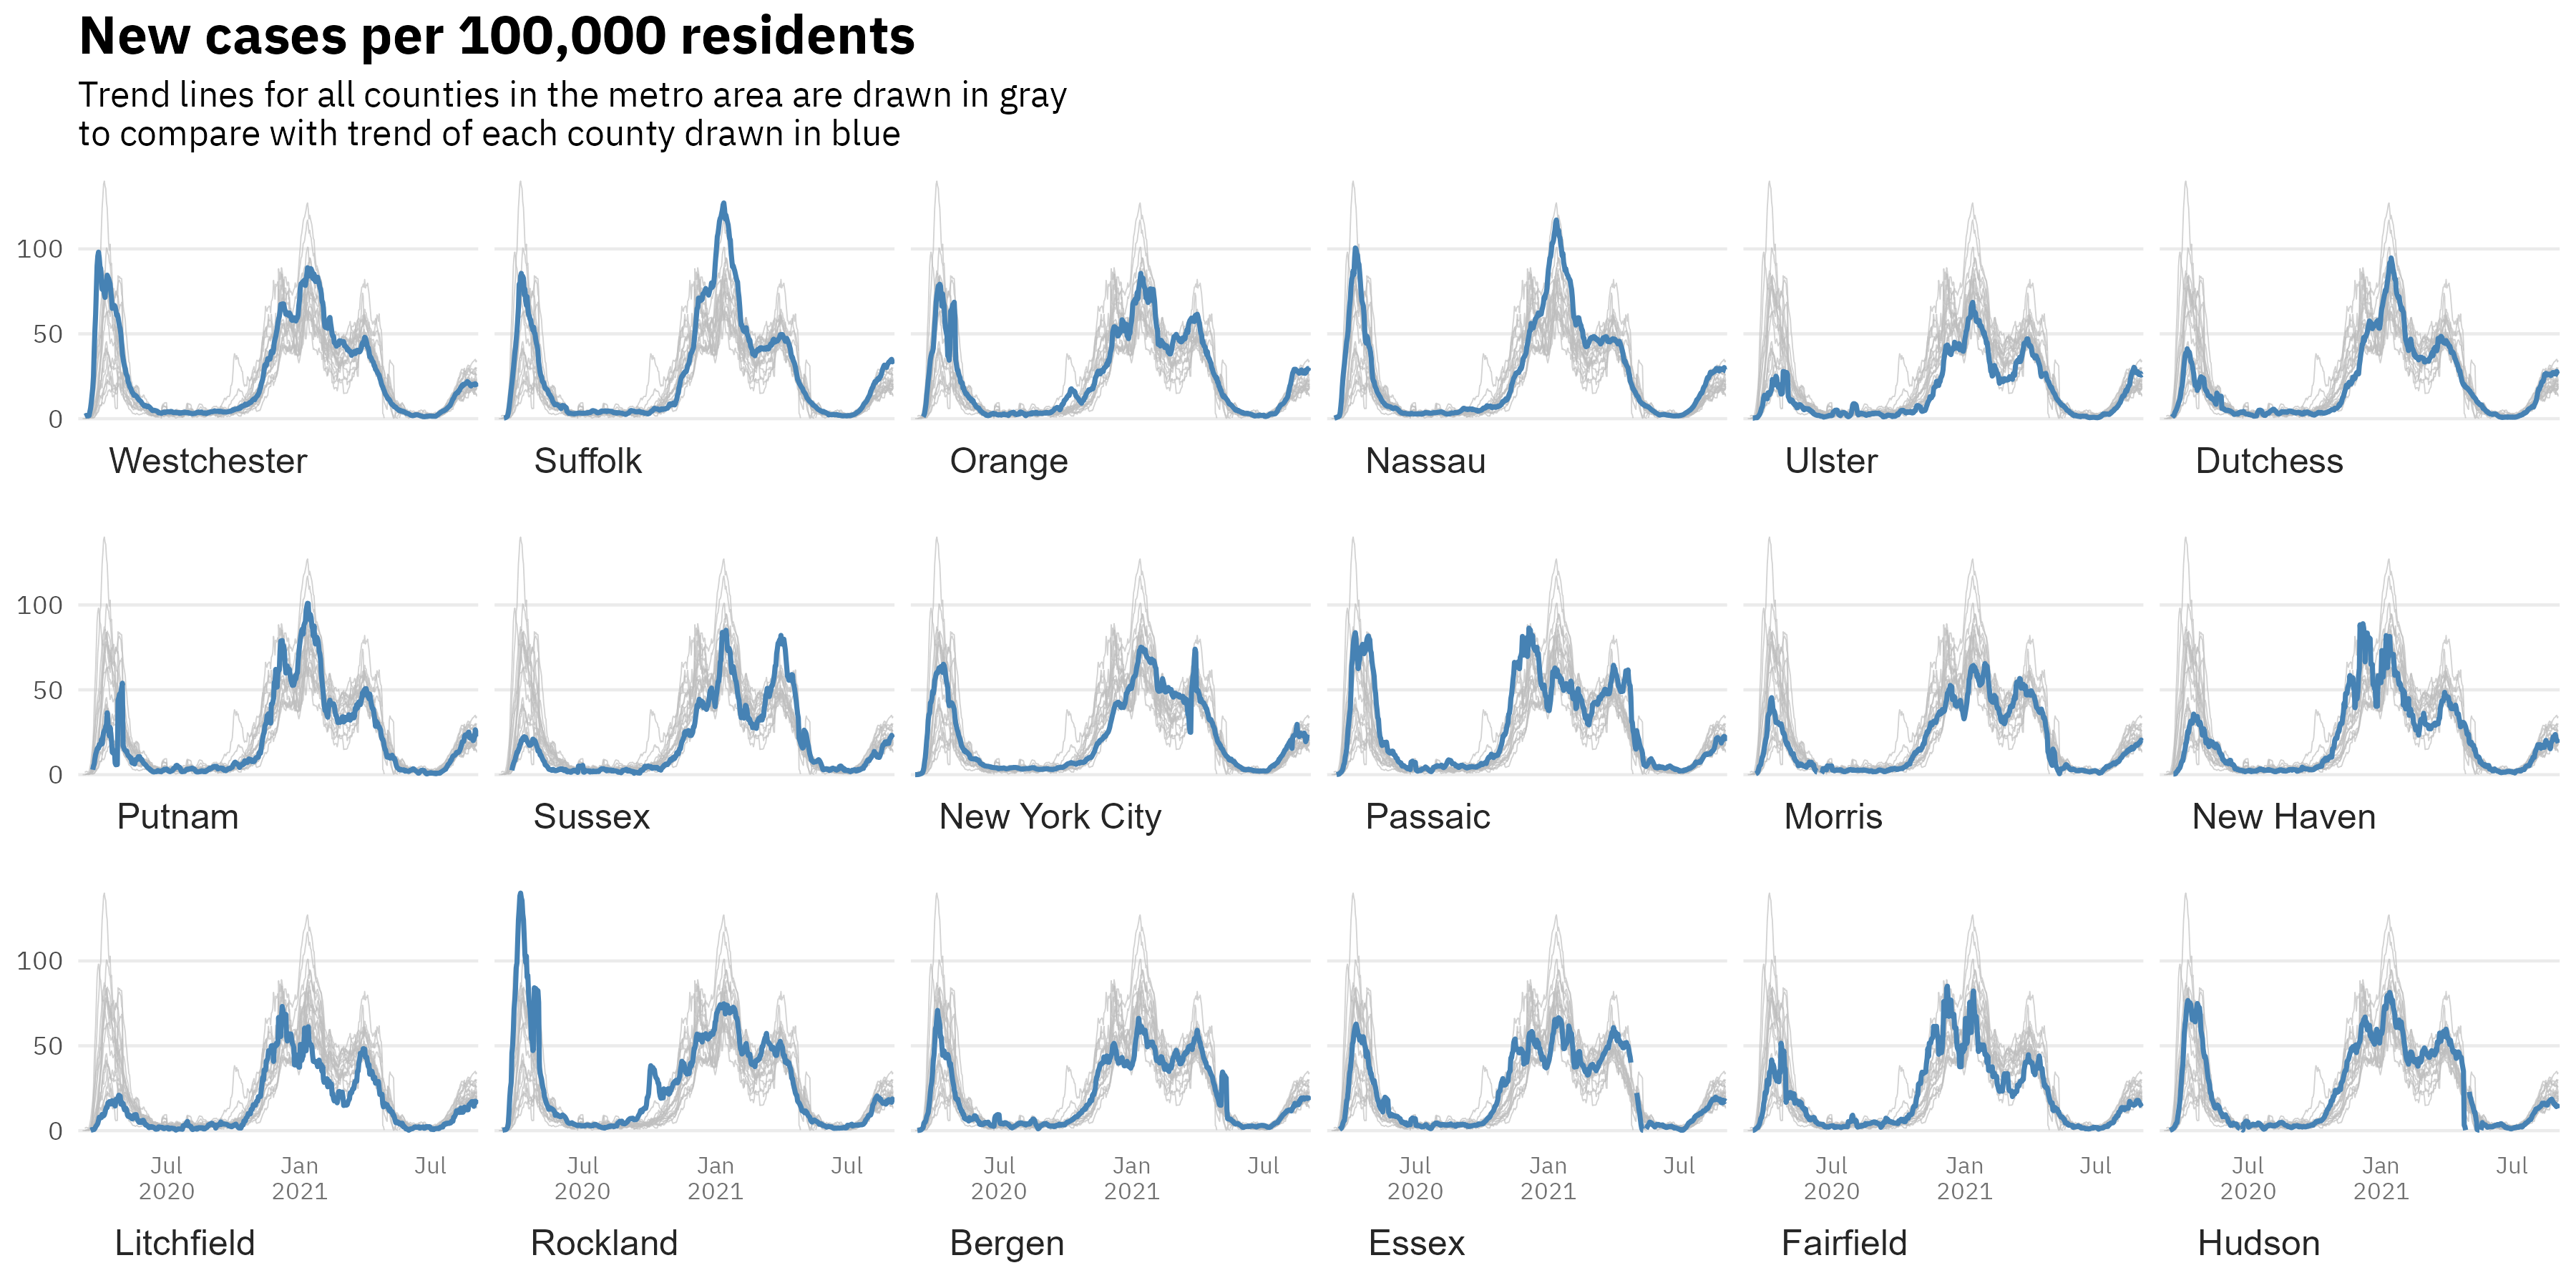 New cases per 100,000 residents
Trend lines for all counties in the metro area are drawn in gray
to compare with trend of each county drawn in blue
100
50
0
Westchester
Suffolk
Orange
Nassau
Ulster
Dutchess
100
50
0
Putnam
Sussex
New York City
Passaic
Morris
New Haven
100
50
0
Jul
2020
Jan
2021
Jul
Jul
2020
Jan
2021
Jul
Jul
2020
Jan
2021
Jul
Jul
2020
Jan
2021
Jul
Jul
2020
Jan
2021
Jul
Jul
2020
Jan
2021
Jul
Litchfield
Rockland
Bergen
Essex
Fairfield
Hudson